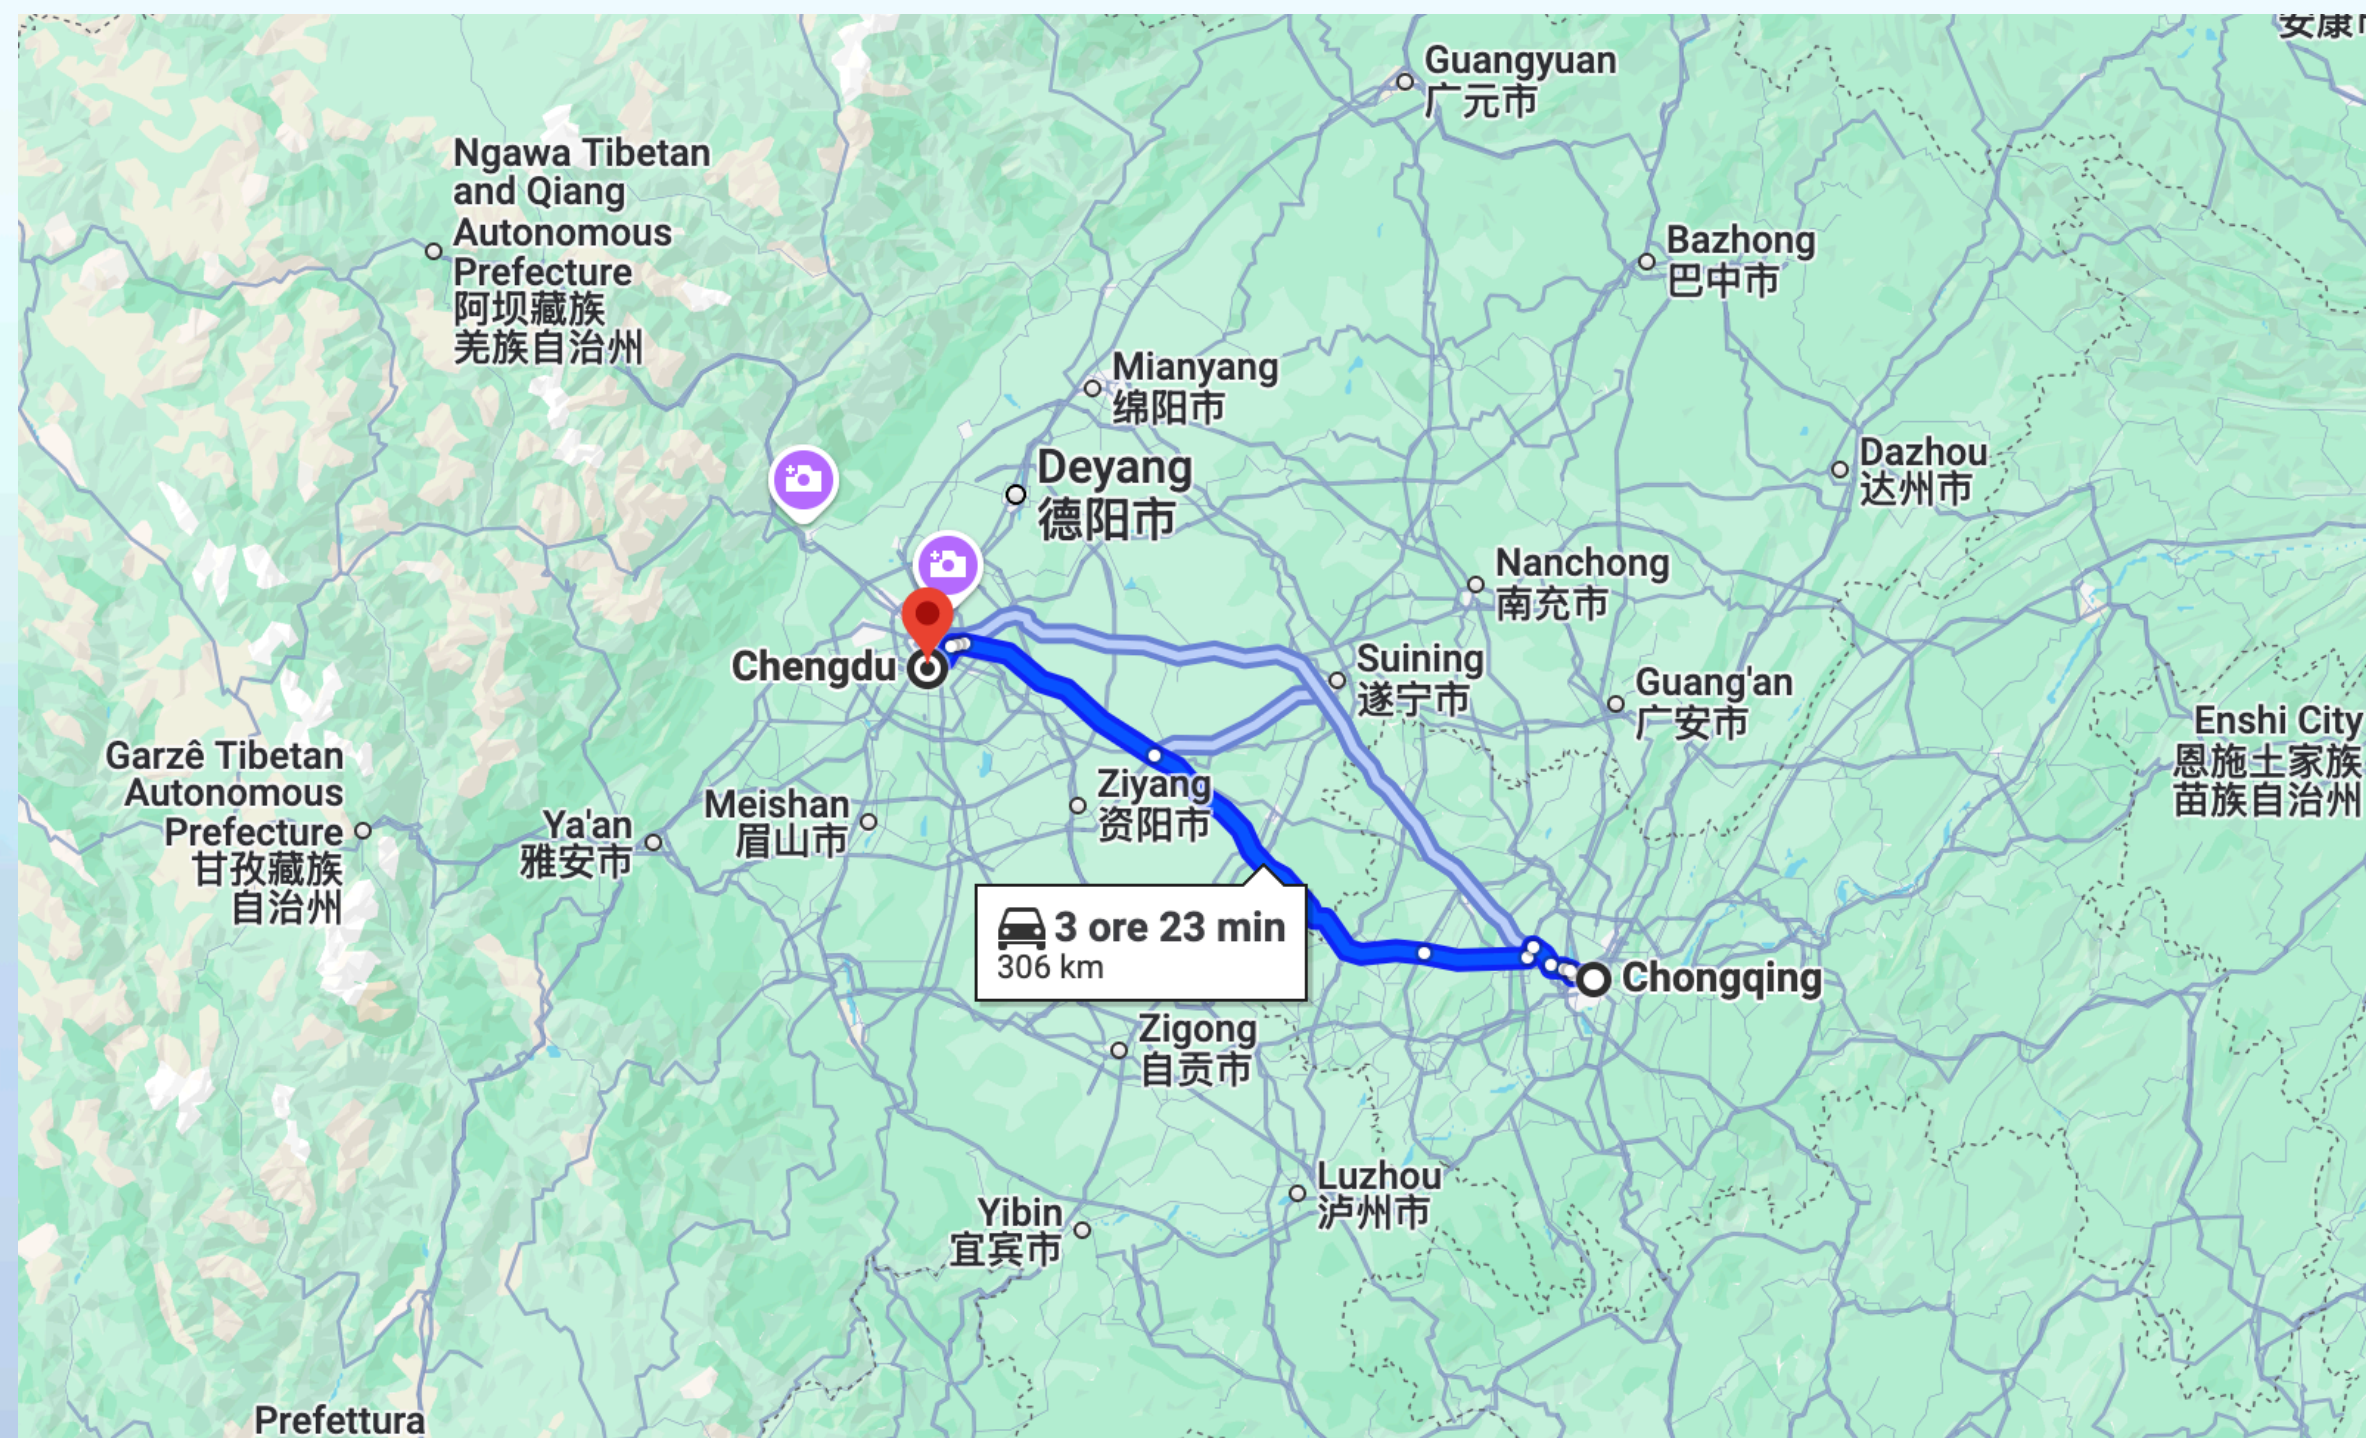 安康市
Guangyuan
广元市
Ngawa Tibetan
and Qiang
Autonomous
Prefecture
阿坝藏族
羌族自治州
Bazhong
巴中市
Mianyang
绵阳市
Deyang
德阳市
Dazhou
达州市
Nanchong
南充市
Chengdu
Suining
遂宁市
Guang'an
广安市
Enshi City
恩施土家族
苗族自治州
Garzê Tibetan
Autonomous
Prefecture
甘孜藏族
自治州
Ya'an
雅安市
Meishan
眉山市
Ziyang
资阳市
3 ore 23 min
306 km
Chongqing
Zigong
自贡市
Luzhou
泸州市
Yibin
宜宾市
Prefettura